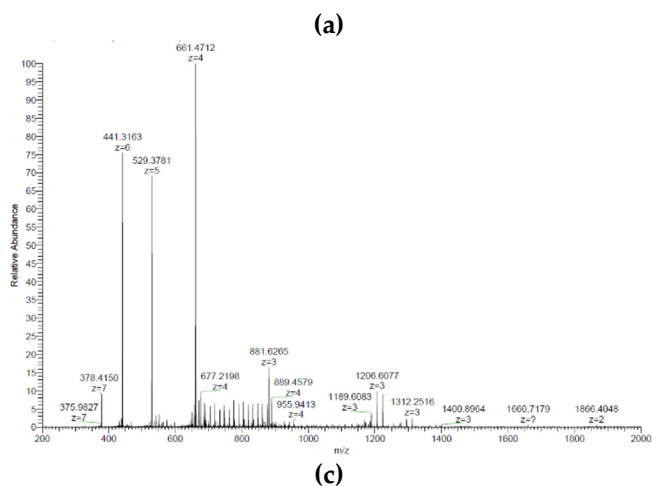 (a)
661.4712
z=4
100
95
90
85
80
75
70
65
60
55
50
45
40
35
30
25
20
15
10
5
0
Relative Abundance
441.3163
z=6
529.3781
z=5
881.6265
z=3
378.4150
z=7
375.9827
z=7
677.2198
z=4
889.4579
z=4
955.9413
z=4
1206.6077
z=3
1189.6083
z=3
1312.2516
z=3
1400.8964
z=3
1660.7179
z=?
1866.4048
z=2
200 400 600 800 1000 1200 1400 1600 1800 2000
m/z
(c)